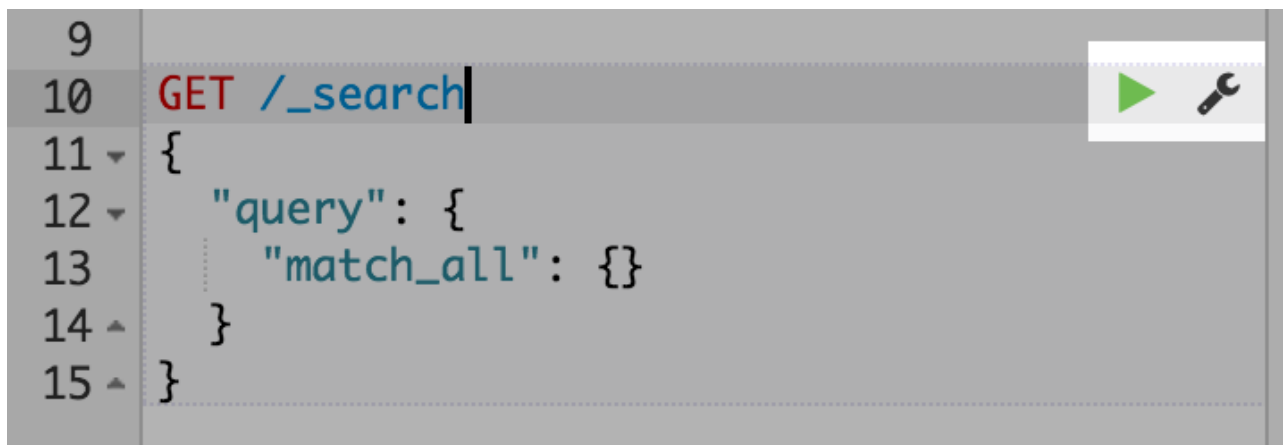 9
10 GET /_search
11 {
12   "query": {
13     "match_all": {}
14   }
15 }